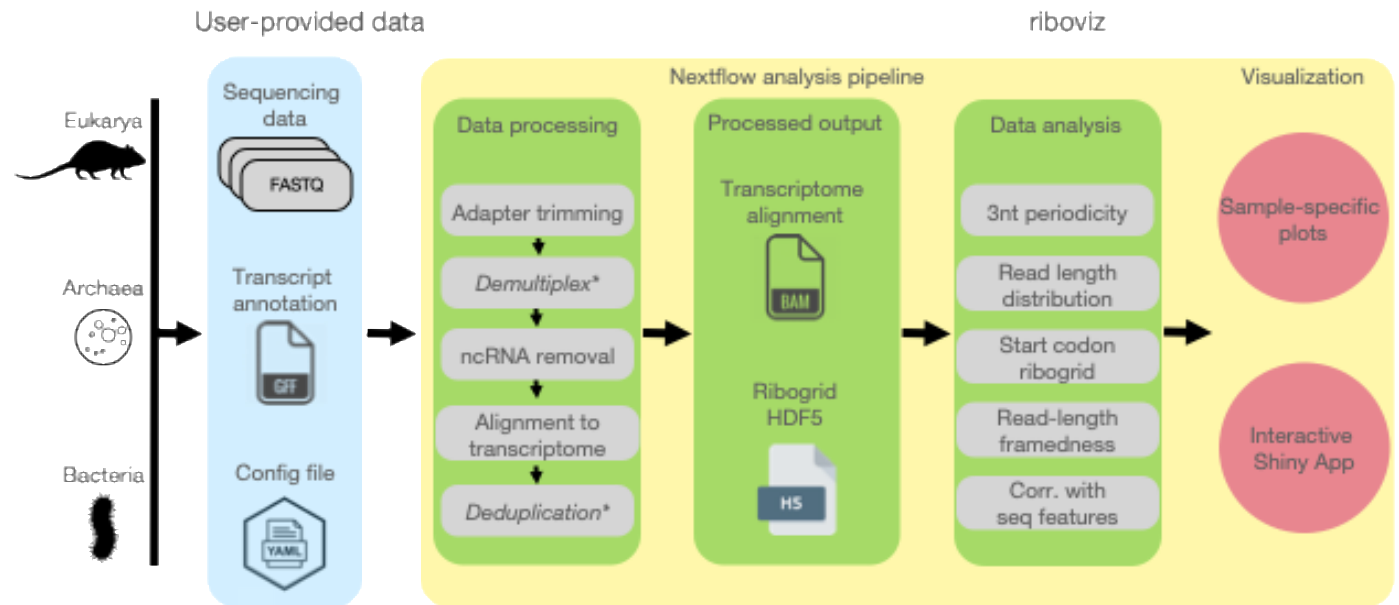 User-provided data
riboviz
Eukarya
Archaea
Bacteria
Sequencing
data
FASTQ
Transcript
annotation
GFF
Config file
YAML
Nextflow analysis pipeline
Data processing
Adapter trimming
Demultiplex*
ncRNA removal
Alignment to
transcriptome
Deduplication*
Processed output
Transcriptome
alignment
BAM
Ribogrid
HDF5
H5
Data analysis
3nt periodicity
Read length
distribution
Start codon
ribogrid
Read-length
framedness
Corr. with
seq features
Visualization
Sample-specific
plots
Interactive
Shiny App